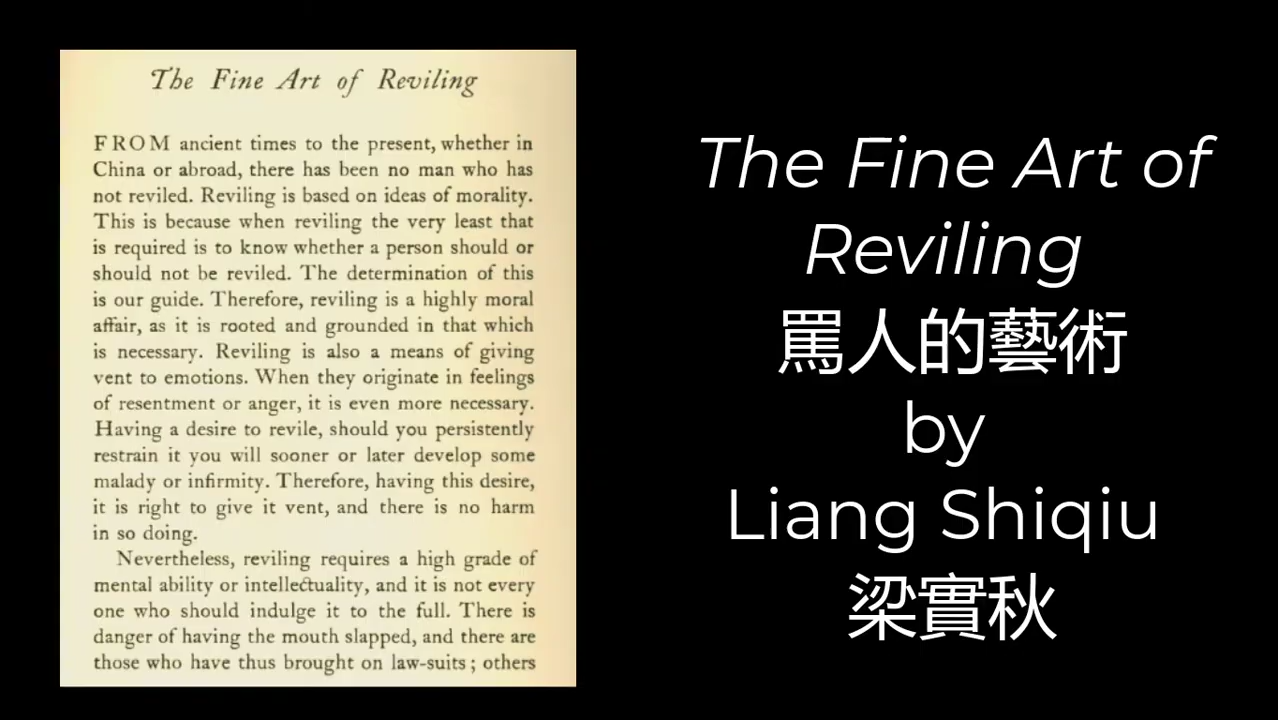 The Fine Art of Reviling
FROM ancient times to the present, whether in
China or abroad, there has been no man who has
not reviled. Reviling is based on ideas of morality.
This is because when reviling the very least that
is required is to know whether a person should or
should not be reviled. The determination of this
is our guide. Therefore, reviling is a highly moral
affair, as it is rooted and grounded in that which
is necessary. Reviling is also a means of giving
vent to emotions. When they originate in feelings
of resentment or anger, it is even more necessary.
Having a desire to revile, should you persistently
restrain it you will sooner or later develop some
malady or infirmity. Therefore, having this desire,
it is right to give it vent, and there is no harm
in so doing.
Nevertheless, reviling requires a high grade of
mental ability or intellectuality, and it is not every
one who should indulge it to the full. There is
danger of having the mouth slapped, and there are
those who have thus brought on law-suits; others
The Fine Art of
Reviling
罵人的藝術
by
Liang Shiqiu
梁實秋